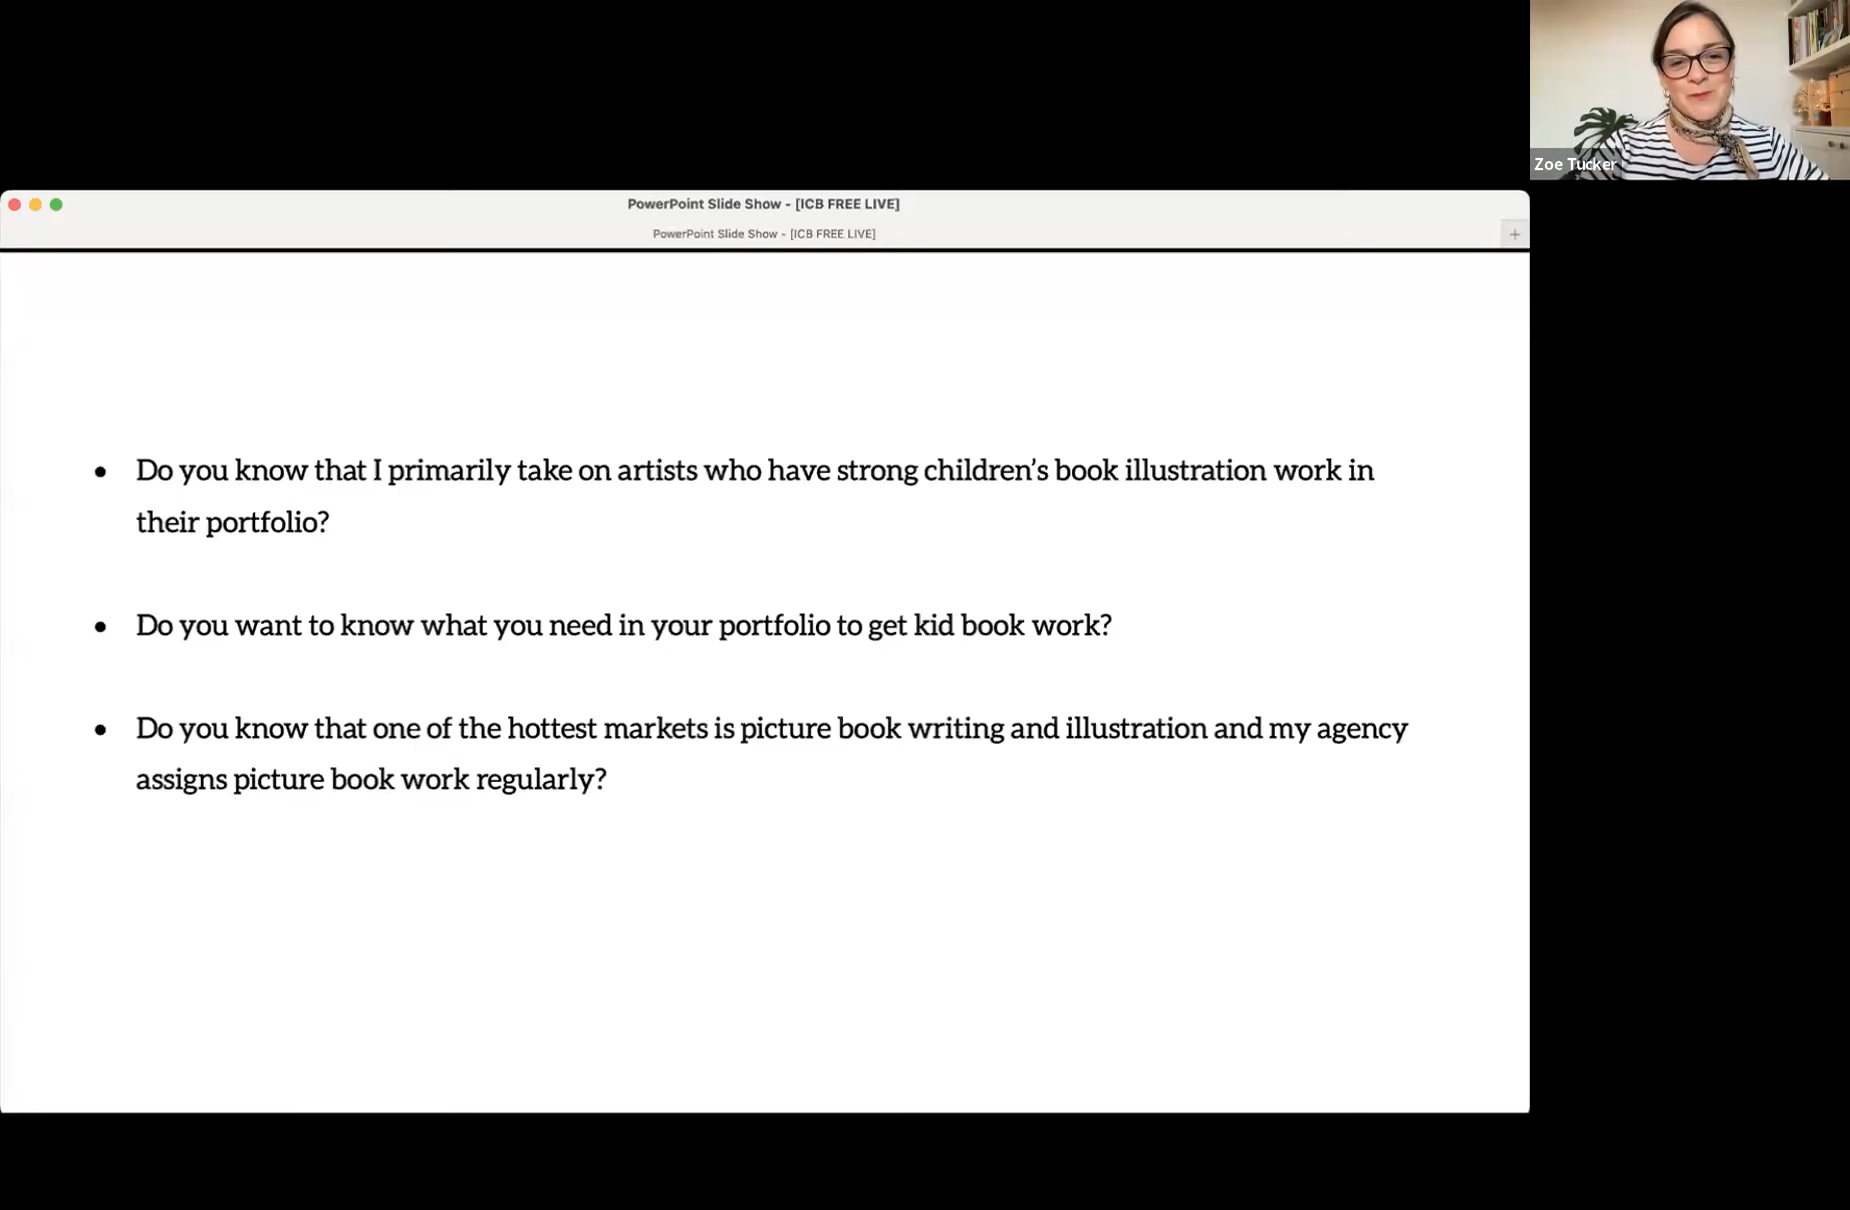 Zoe Tucker
PowerPoint Slide Show - [ICB FREE LIVE]
PowerPoint Slide Show - [ICB FREE LIVE]
+
• Do you know that I primarily take on artists who have strong children’s book illustration work in
their portfolio?
• Do you want to know what you need in your portfolio to get kid book work?
• Do you know that one of the hottest markets is picture book writing and illustration and my agency
assigns picture book work regularly?